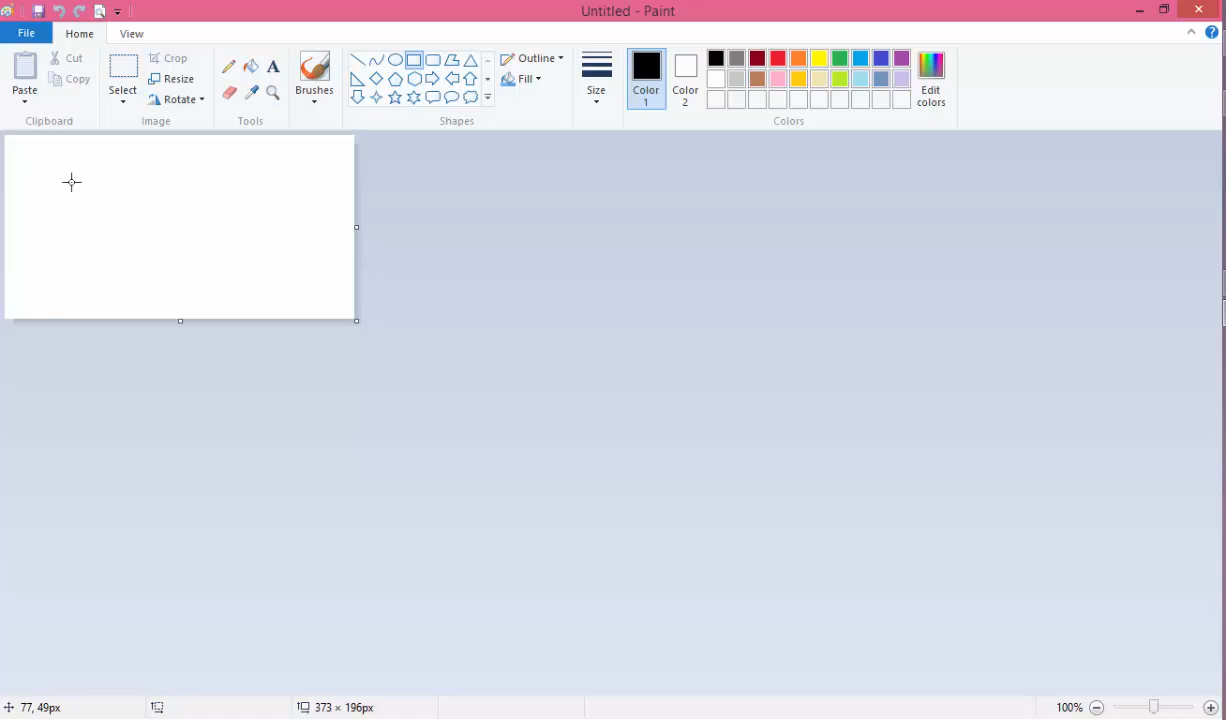 Untitled - Paint
File Home View
Paste Cut Copy Select Crop Resize Rotate A Brushes Outline Fill Size Color 1 Color 2 Edit colors
Clipboard Image Tools Shapes Colors
77, 49px 373 × 196px 100%